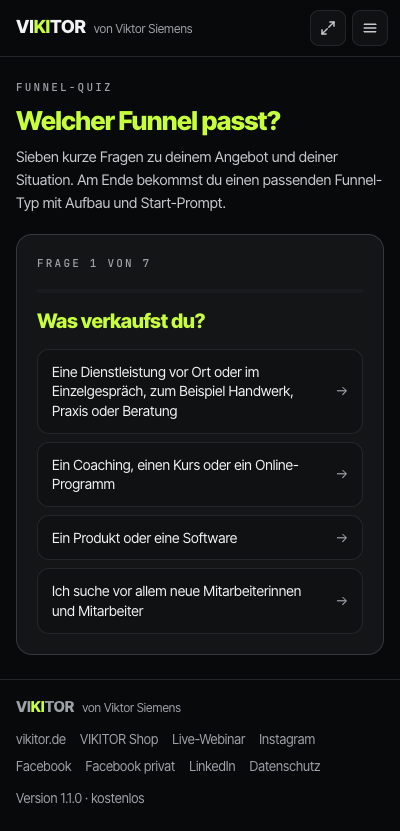 VIKITOR von Viktor Siemens
FUNNEL-QUIZ
Welcher Funnel passt?
Sieben kurze Fragen zu deinem Angebot und deiner
Situation. Am Ende bekommst du einen passenden Funnel-
Typ mit Aufbau und Start-Prompt.
FRAGE 1 VON 7
Was verkaufst du?
Eine Dienstleistung vor Ort oder im
Einzelgespräch, zum Beispiel Handwerk,
Praxis oder Beratung
Ein Coaching, einen Kurs oder ein Online-
Programm
Ein Produkt oder eine Software
Ich suche vor allem neue Mitarbeiterinnen
und Mitarbeiter
VIKITOR von Viktor Siemens
vikitor.de VIKITOR Shop Live-Webinar Instagram
Facebook Facebook privat LinkedIn Datenschutz
Version 1.1.0 · kostenlos